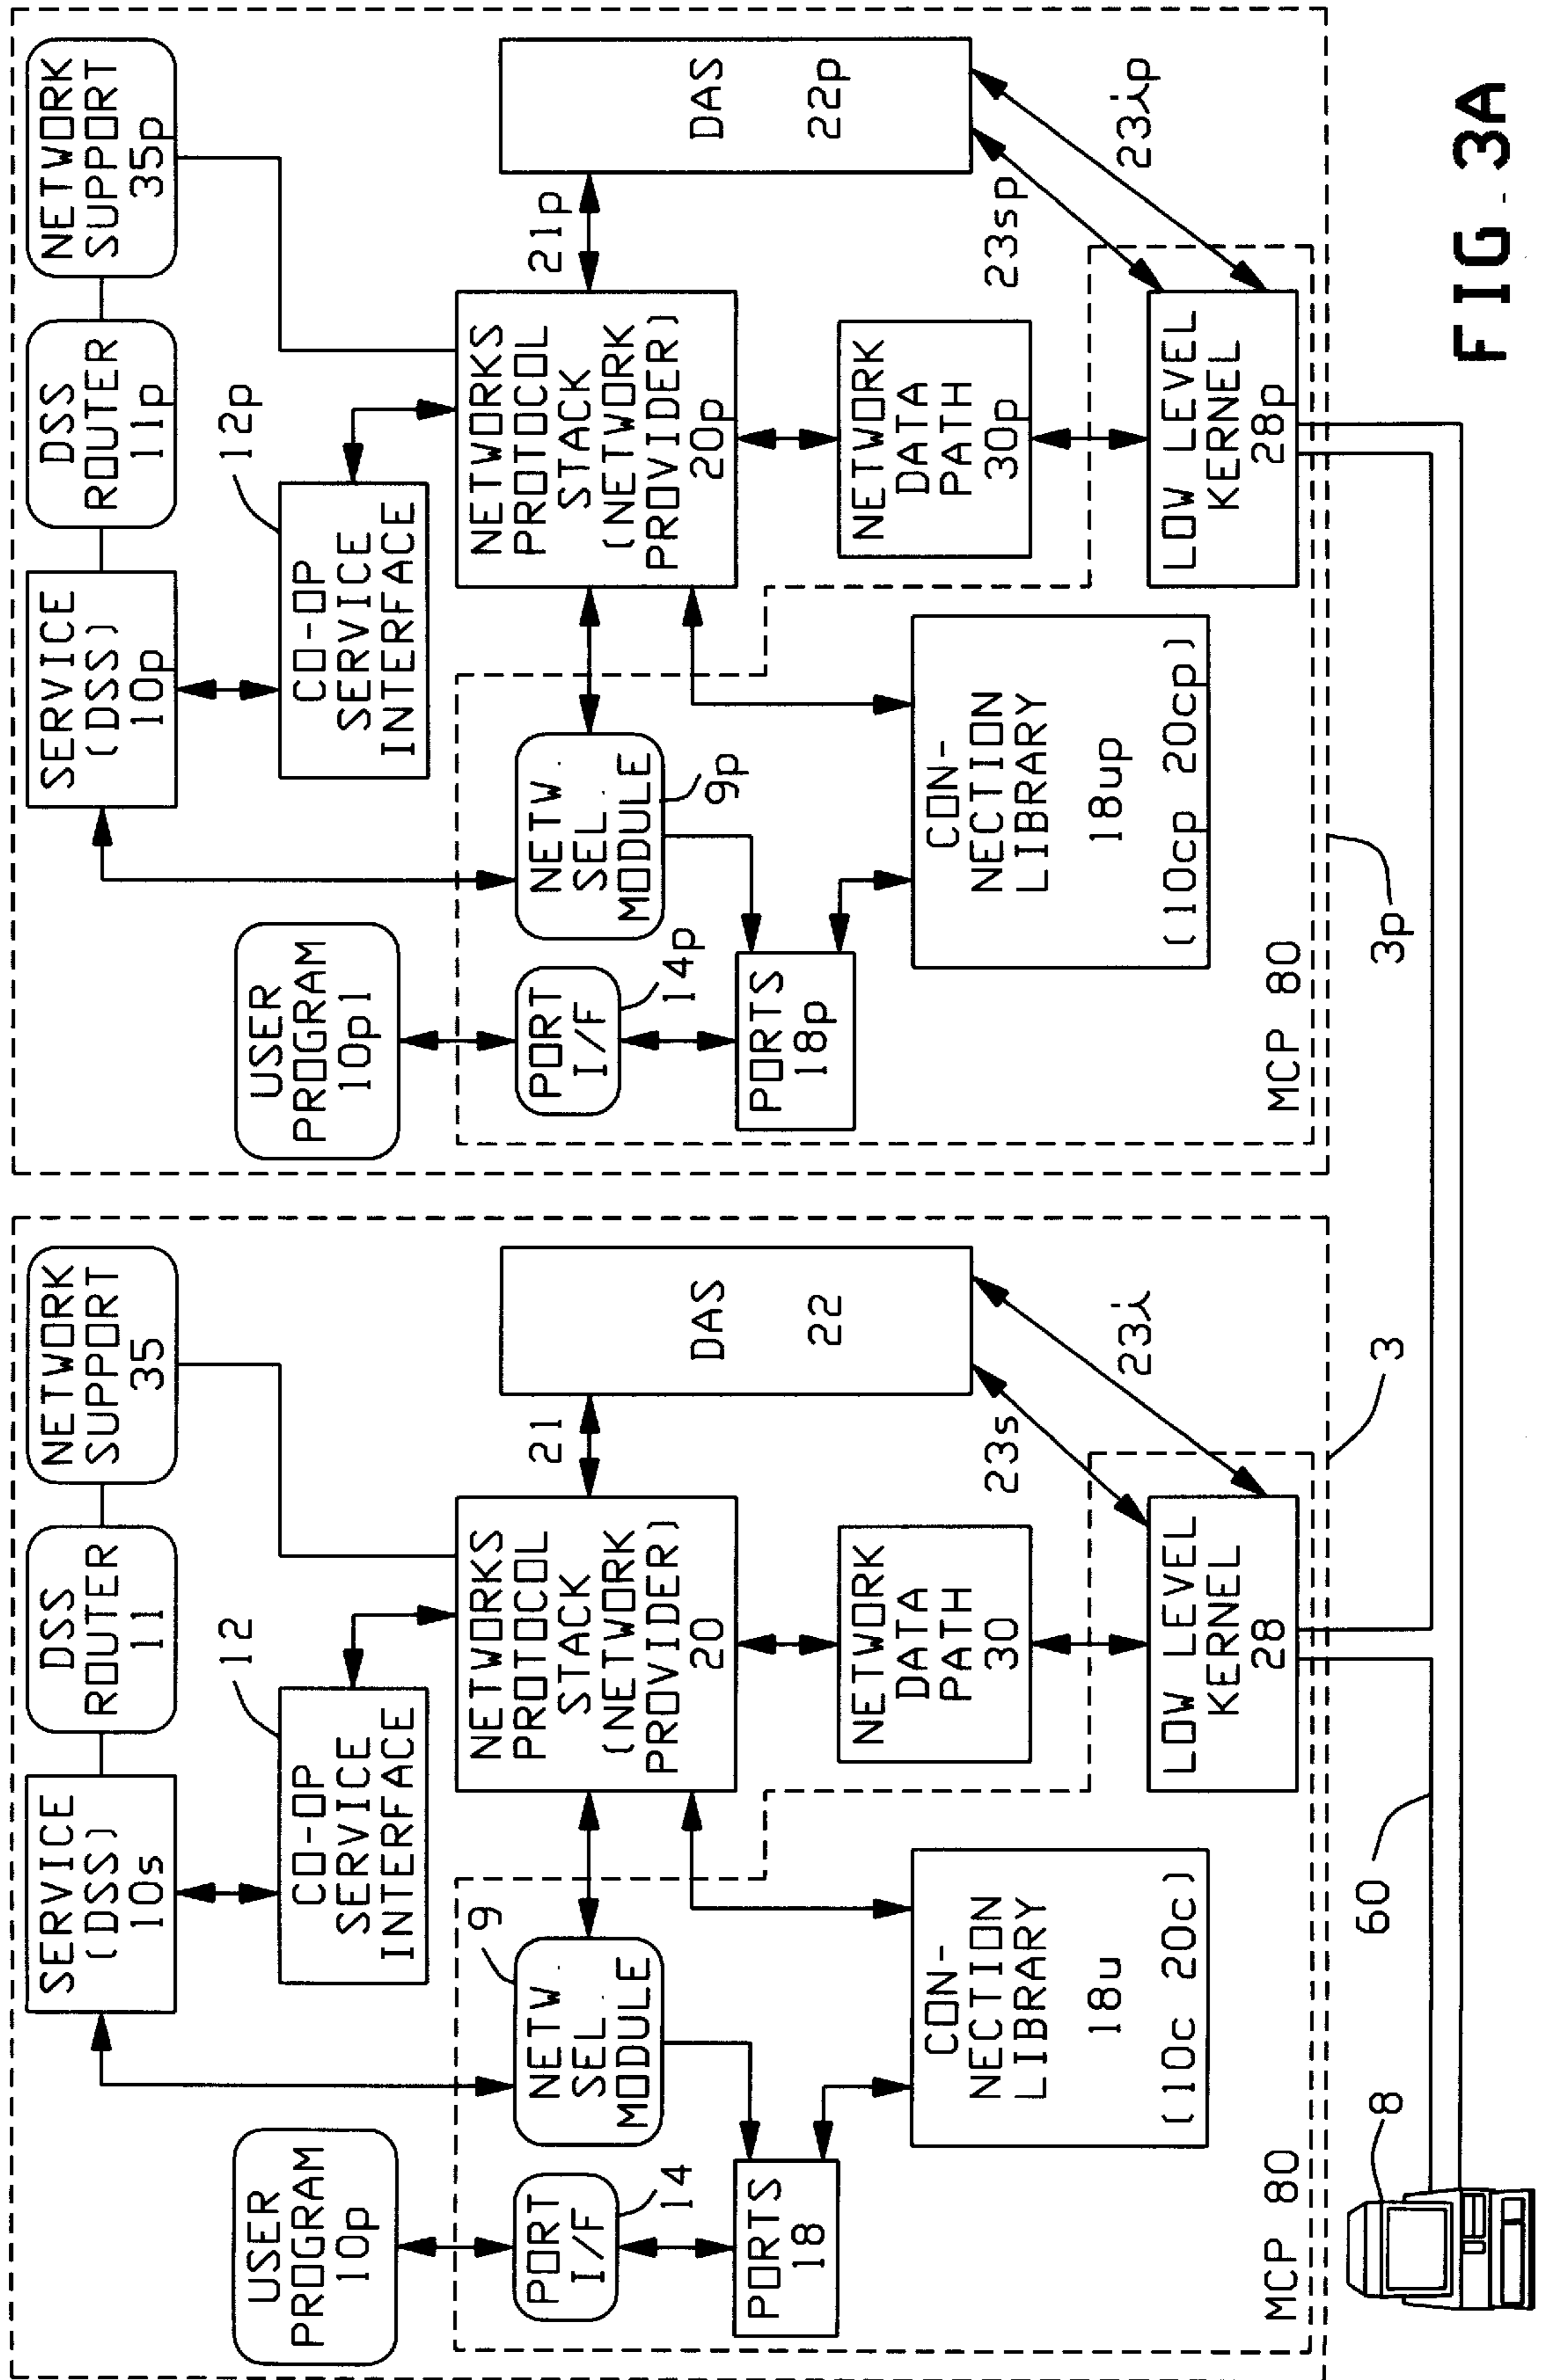 USER
PROGRAM
10p
SERVICE
(DSS)
10s
DSS
ROUTER
11
NETWORK
SUPPORT
35
CO-OP
SERVICE
INTERFACE
12
9
NETW.
SEL
MODULE
PORT
I/F
14
PORTS
18
NETWORKS
PROTOCOL
STACK
(NETWORK
PROVIDER)
20
21
DAS
22
CON-
NECTION
LIBRARY
18u
(10c 20c)
NETWORK
DATA
PATH
30
23s
23i
LOW LEVEL
KERNEL
28
MCP 80
3
8
60
USER
PROGRAM
10p1
SERVICE
(DSS)
10p
DSS
ROUTER
11p
NETWORK
SUPPORT
35p
CO-OP
SERVICE
INTERFACE
12p
NETW.
SEL
MODULE
9p
PORT
I/F
14p
PORTS
18p
NETWORKS
PROTOCOL
STACK
(NETWORK
PROVIDER)
20p
21p
DAS
22p
CON-
NECTION
LIBRARY
18up
(10cp 20cp)
NETWORK
DATA
PATH
30p
23sp
23ip
LOW LEVEL
KERNEL
28p
MCP 80
3p
FIG. 3A